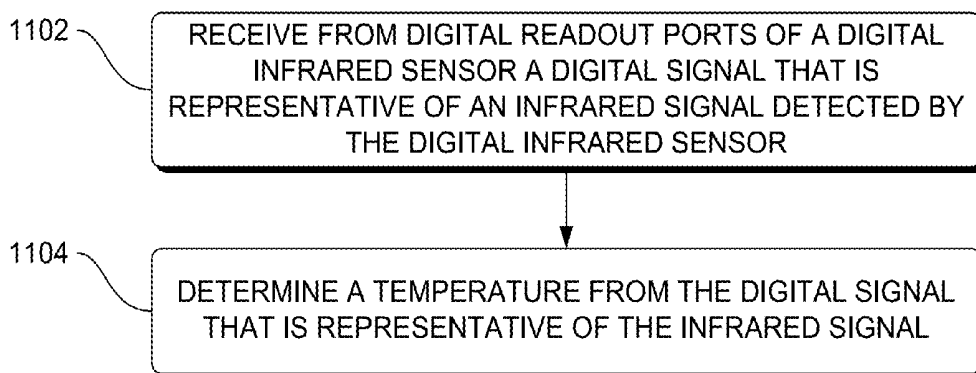 1102
RECEIVE FROM DIGITAL READOUT PORTS OF A DIGITAL
INFRARED SENSOR A DIGITAL SIGNAL THAT IS
REPRESENTATIVE OF AN INFRARED SIGNAL DETECTED BY
THE DIGITAL INFRARED SENSOR
1104
DETERMINE A TEMPERATURE FROM THE DIGITAL SIGNAL
THAT IS REPRESENTATIVE OF THE INFRARED SIGNAL